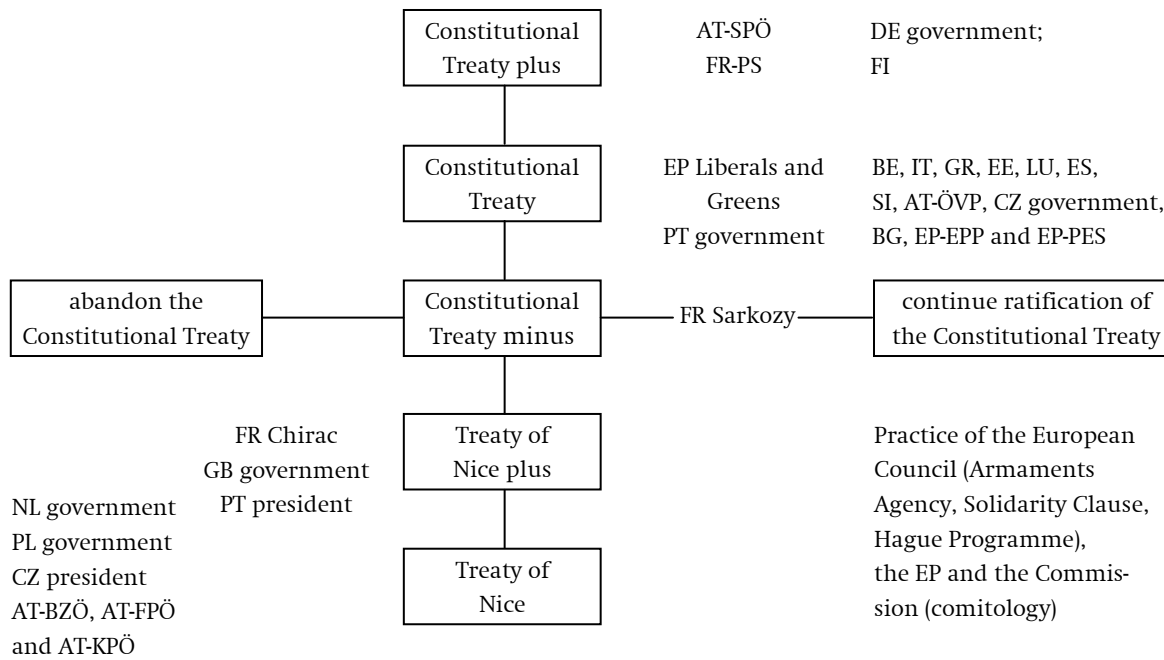 Constitutional
Treaty plus
AT-SPÖ
FR-PS
DE government;
FI
Constitutional
Treaty
EP Liberals and
Greens
PT government
BE, IT, GR, EE, LU, ES,
SI, AT-ÖVP, CZ government,
BG, EP-EPP and EP-PES
abandon the
Constitutional Treaty
Constitutional
Treaty minus
FR Sarkozy
continue ratification of
the Constitutional Treaty
FR Chirac
GB government
PT president
Treaty of
Nice plus
NL government
PL government
CZ president
AT-BZÖ, AT-FPÖ
and AT-KPÖ
Treaty of
Nice
Practice of the European
Council (Armaments
Agency, Solidarity Clause,
Hague Programme),
the EP and the Commis-
sion (comitology)